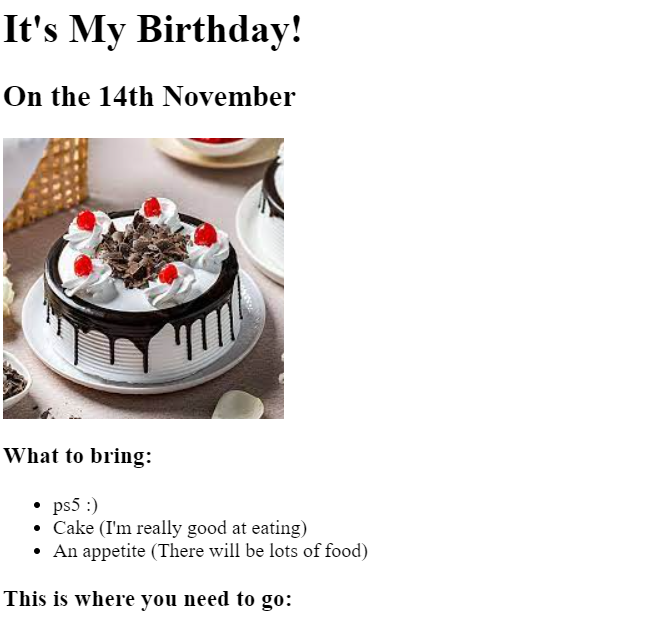 It's My Birthday!
On the 14th November
What to bring:
ps5 :)
Cake (I'm really good at eating)
An appetite (There will be lots of food)
This is where you need to go: